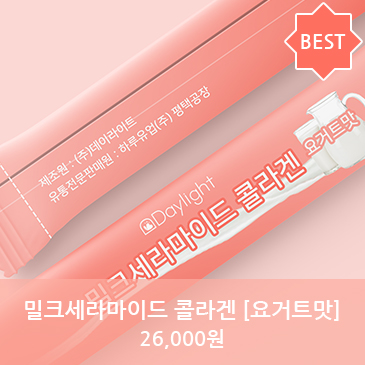 BEST
제조원 : (주)데이라이트
유통전문판매원 : 하루유업(주) 평택공장
Daylight
밀크세라마이드 콜라겐 요거트맛
밀크세라마이드 콜라겐 [요거트맛]
26,000원